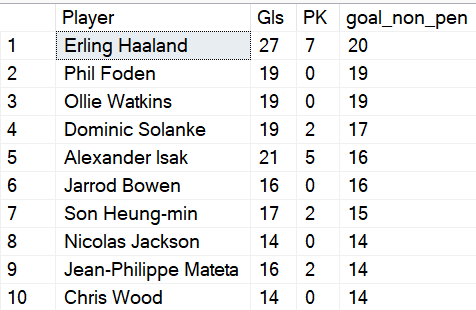 Player Gls PK goal_non_pen
1 Erling Haaland 27 7 20
2 Phil Foden 19 0 19
3 Ollie Watkins 19 0 19
4 Dominic Solanke 19 2 17
5 Alexander Isak 21 5 16
6 Jarrod Bowen 16 0 16
7 Son Heung-min 17 2 15
8 Nicolas Jackson 14 0 14
9 Jean-Philippe Mateta 16 2 14
10 Chris Wood 14 0 14